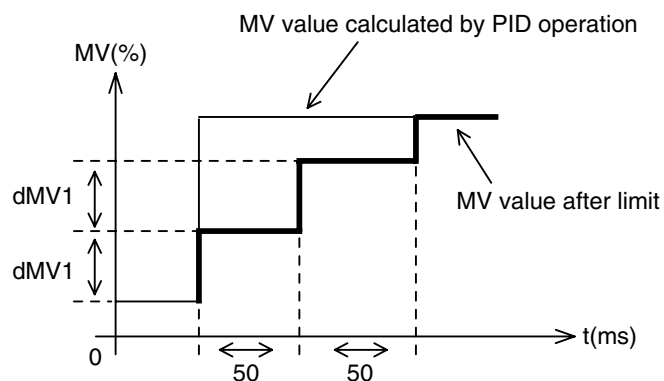 MV value calculated by PID operation
MV(%)
dMV1
MV value after limit
dMV1
t(ms)
0
50
50